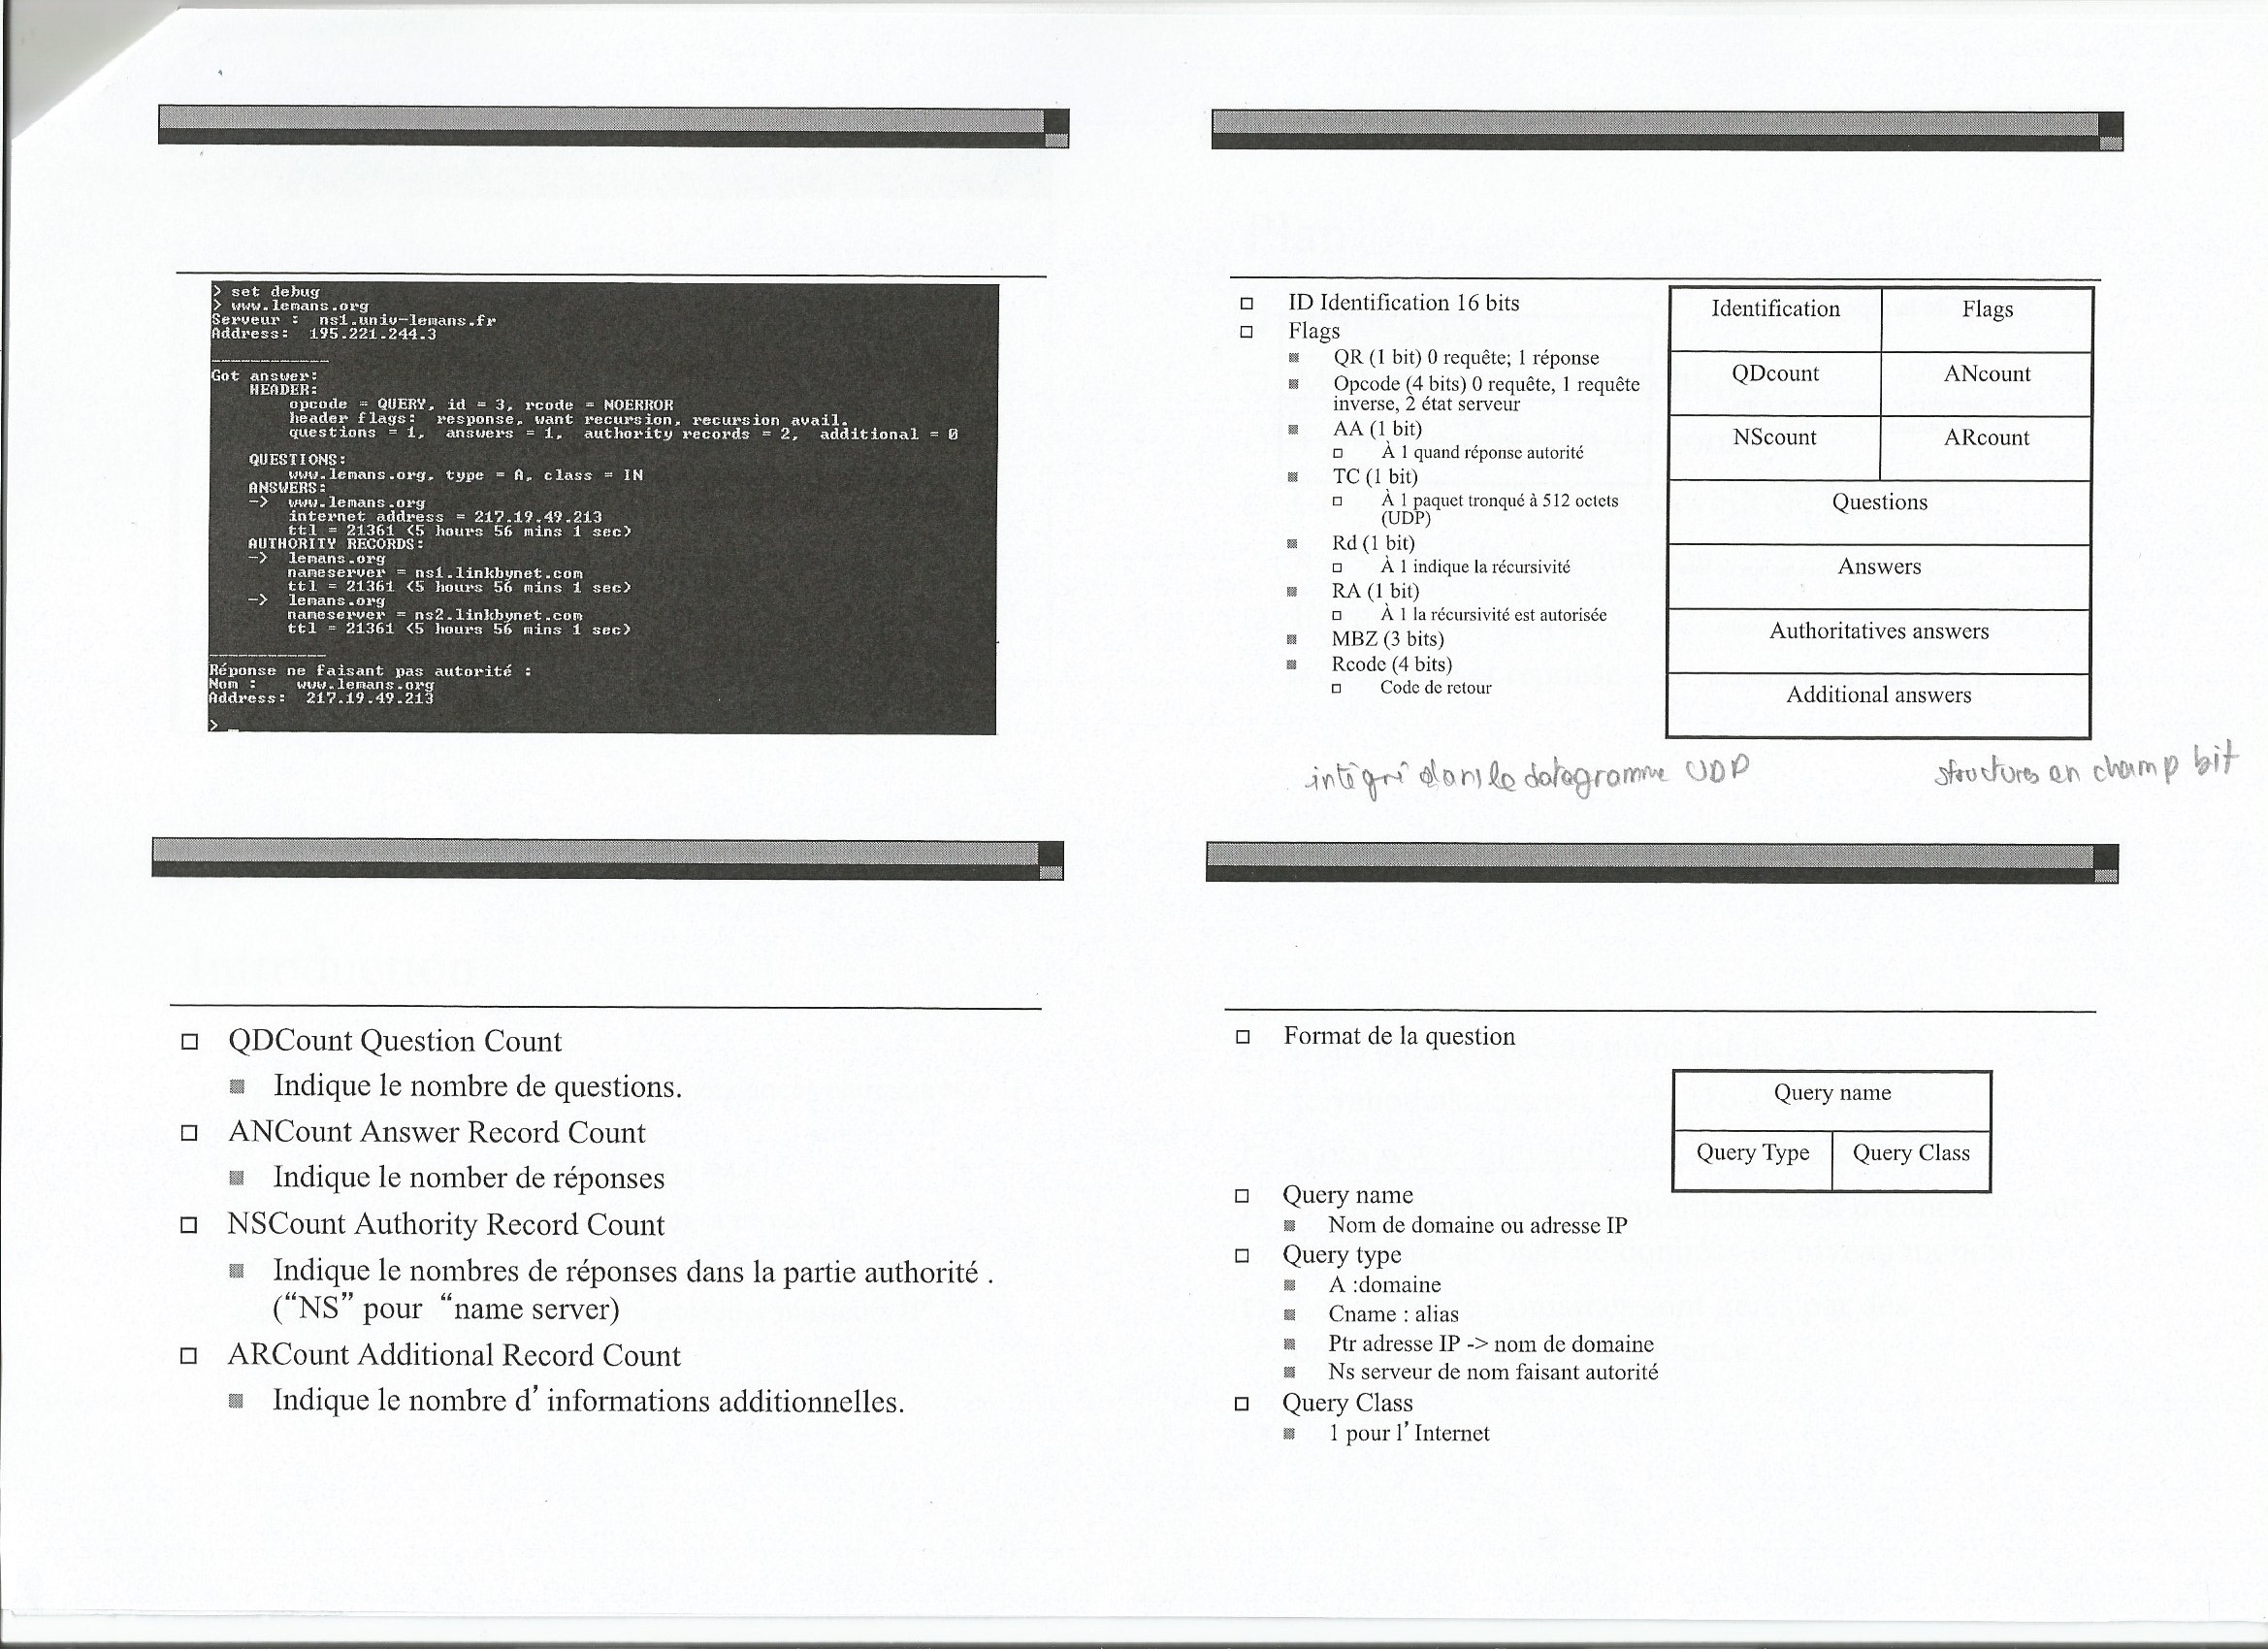 > set debug
> www.lemans.org
Serveur :   ns1.univ-lemans.fr
Address:  195.221.244.3
------------
Got answer:
HEADER:
opcode = QUERY, id = 3, rcode = NOERROR
header flags:  response, want recursion, recursion avail.
questions = 1,  answers = 1,  authority records = 2,  additional = 0
QUESTIONS:
www.lemans.org, type = A, class = IN
ANSWERS:
->  www.lemans.org
internet address = 217.19.49.213
ttl = 21361 (5 hours 56 mins 1 sec)
AUTHORITY RECORDS:
->  lemans.org
nameserver = ns1.linkbynet.com
ttl = 21361 (5 hours 56 mins 1 sec)
->  lemans.org
nameserver = ns2.linkbynet.com
ttl = 21361 (5 hours 56 mins 1 sec)
------------
Réponse ne faisant pas autorité :
Nom :    www.lemans.org
Address:  217.19.49.213
>
ID Identification 16 bits
Flags
QR (1 bit) 0 requête; 1 réponse
Opcode (4 bits) 0 requête, 1 requête
inverse, 2 état serveur
AA (1 bit)
À 1 quand réponse autorité
TC (1 bit)
À 1 paquet tronqué à 512 octets
(UDP)
Rd (1 bit)
À 1 indique la récursivité
RA (1 bit)
À 1 la récursivité est autorisée
MBZ (3 bits)
Rcode (4 bits)
Code de retour
Identification Flags
QDcount ANcount
NScount ARcount
Questions
Answers
Authoritatives answers
Additional answers
intégré dans le datagramme UDP
structures en champ bit
QDCount Question Count
Indique le nombre de questions.
ANCount Answer Record Count
Indique le nomber de réponses
NSCount Authority Record Count
Indique le nombres de réponses dans la partie authorité .
(“NS” pour “name server)
ARCount Additional Record Count
Indique le nombre d’ informations additionnelles.
Format de la question
Query name
Query Type Query Class
Query name
Nom de domaine ou adresse IP
Query type
A :domaine
Cname : alias
Ptr adresse IP -> nom de domaine
Ns serveur de nom faisant autorité
Query Class
1 pour l’ Internet